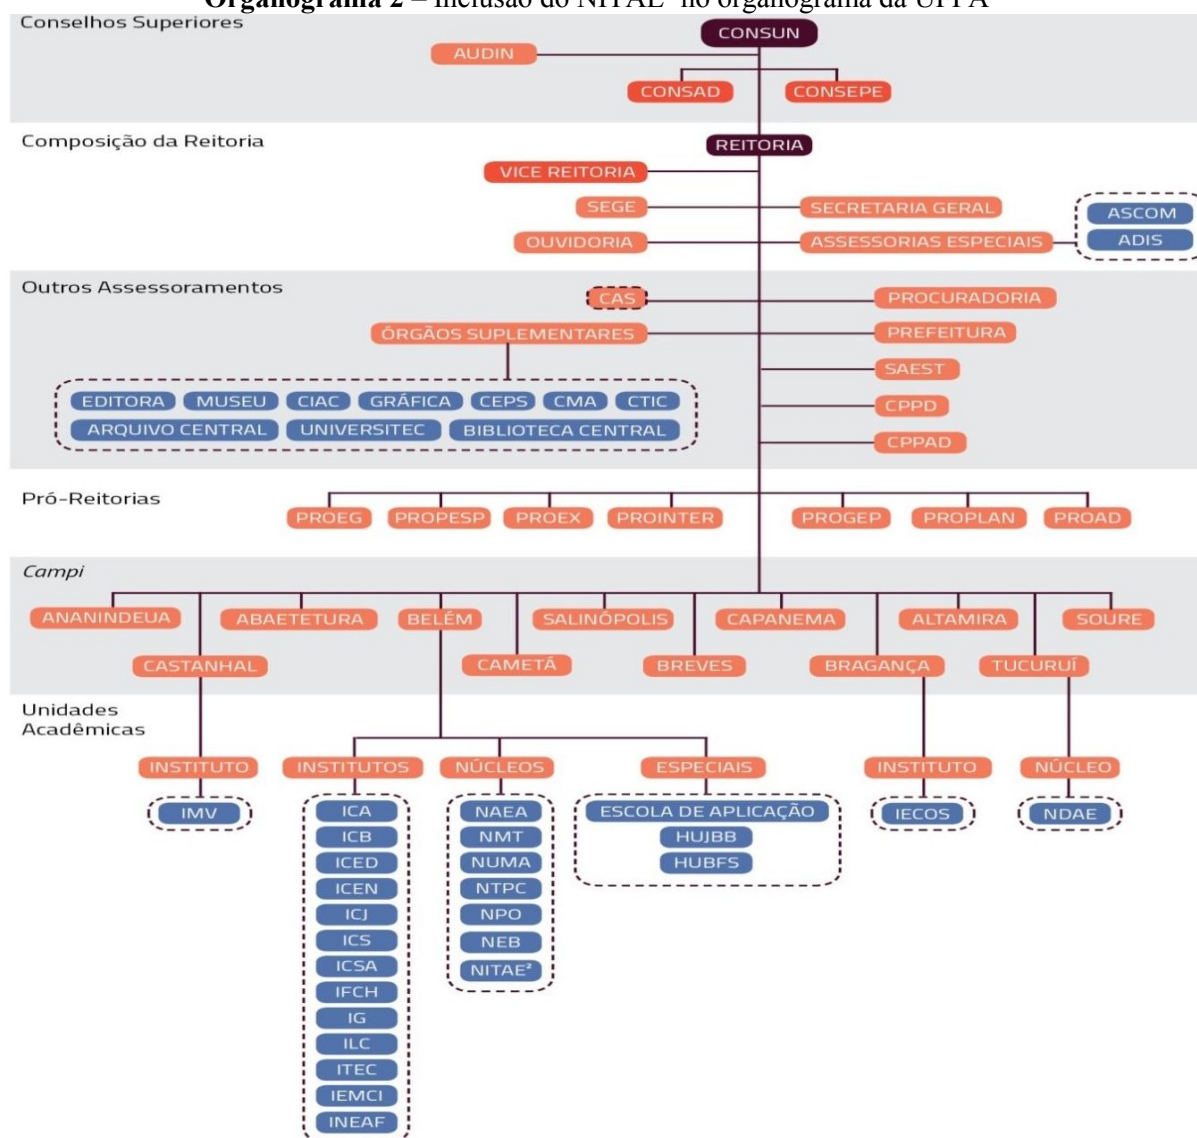 Organograma 2 – Inclusão do NITAE² no organograma da UFPA
Conselhos Superiores
CONSUN
AUDIN
CONSAD CONSEPE
Composição da Reitoria
REITORIA
VICE REITORIA
SEGE SECRETARIA GERAL
ASCOM
OUVIDORIA ASSESSORIAS ESPECIAIS
ADIS
Outros Assessoramentos
CAS PROCURADORIA
ÓRGÃOS SUPLEMENTARES PREFEITURA
SAEST
EDITORA MUSEU CIAC GRÁFICA CEPS CMA CTIC
CPPD
ARQUIVO CENTRAL UNIVERSITEC BIBLIOTECA CENTRAL
CPPAD
Pró-Reitorias
PROEG PROPESP PROEX PROINTER PROGEP PROPLAN PROAD
Campi
ANANINDEUA ABAETETURA BELÉM SALINÓPOLIS CAPANEMA ALTAMIRA SOURE
CASTANHAL CAMETÁ BREVES BRAGANÇA TUCURUÍ
Unidades
Acadêmicas
INSTITUTO INSTITUTOS NÚCLEOS ESPECIAIS INSTITUTO NÚCLEO
IMV ICA NAEA ESCOLA DE APLICAÇÃO IECOS NDAE
ICB NMT HUJBB
ICED NUMA HUBFS
ICEN NTPC
ICJ NPO
ICS NEB
ICSA NITAE²
IFCH
IG
ILC
ITEC
IEMCI
INEAF